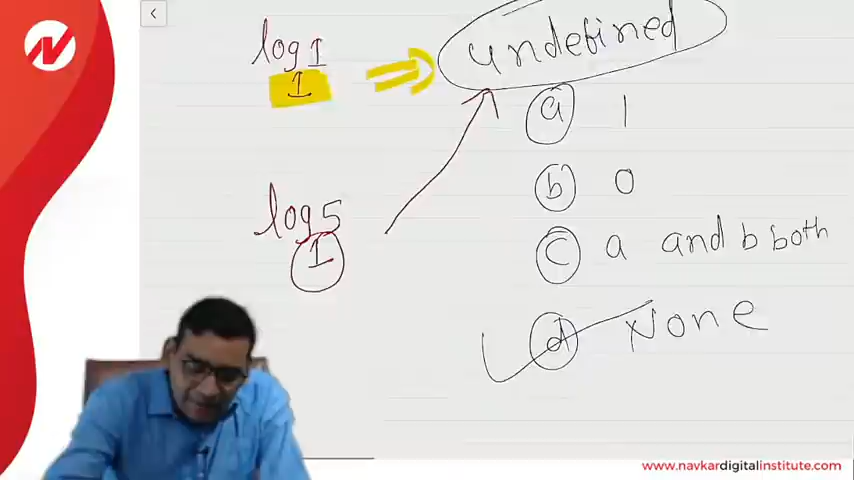 log 1
1
⇒ undefined
a 1
b 0
log 5
1
c a and b both
d None
www.navkardigitalinstitute.com